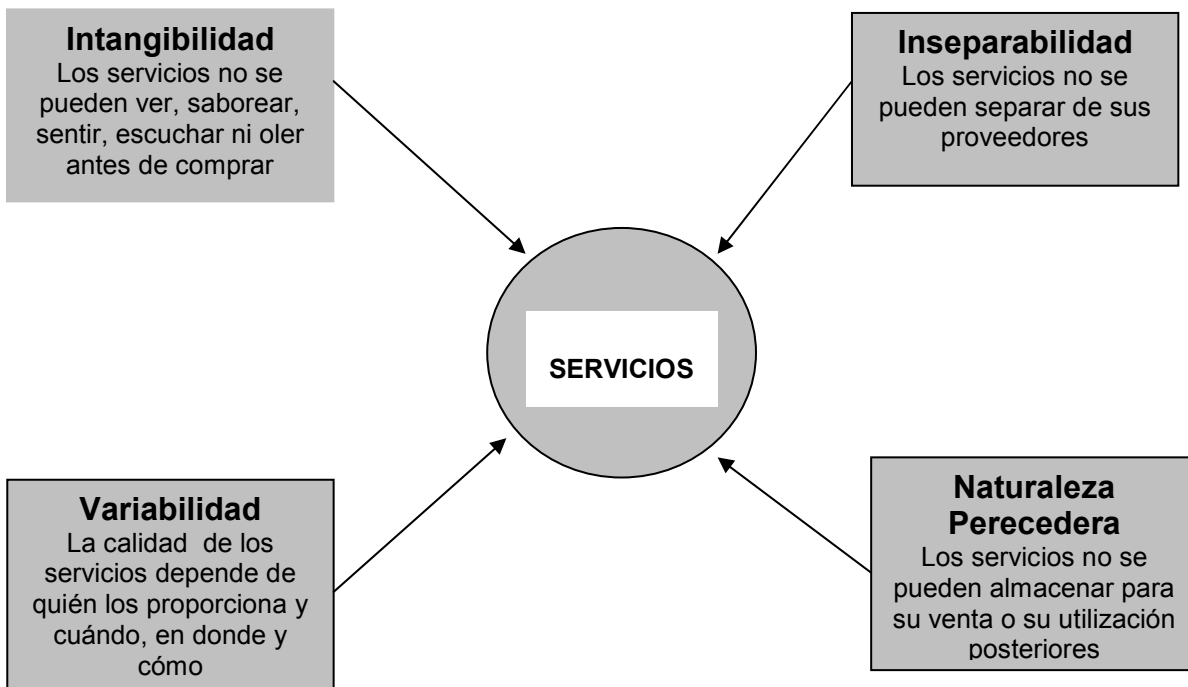 Intangibilidad
Los servicios no se
pueden ver, saborear,
sentir, escuchar ni oler
antes de comprar
Inseparabilidad
Los servicios no se
pueden separar de sus
proveedores
SERVICIOS
Variabilidad
La calidad  de los
servicios depende de
quién los proporciona y
cuándo, en donde y
cómo
Naturaleza
Perecedera
Los servicios no se
pueden almacenar para
su venta o su utilización
posteriores